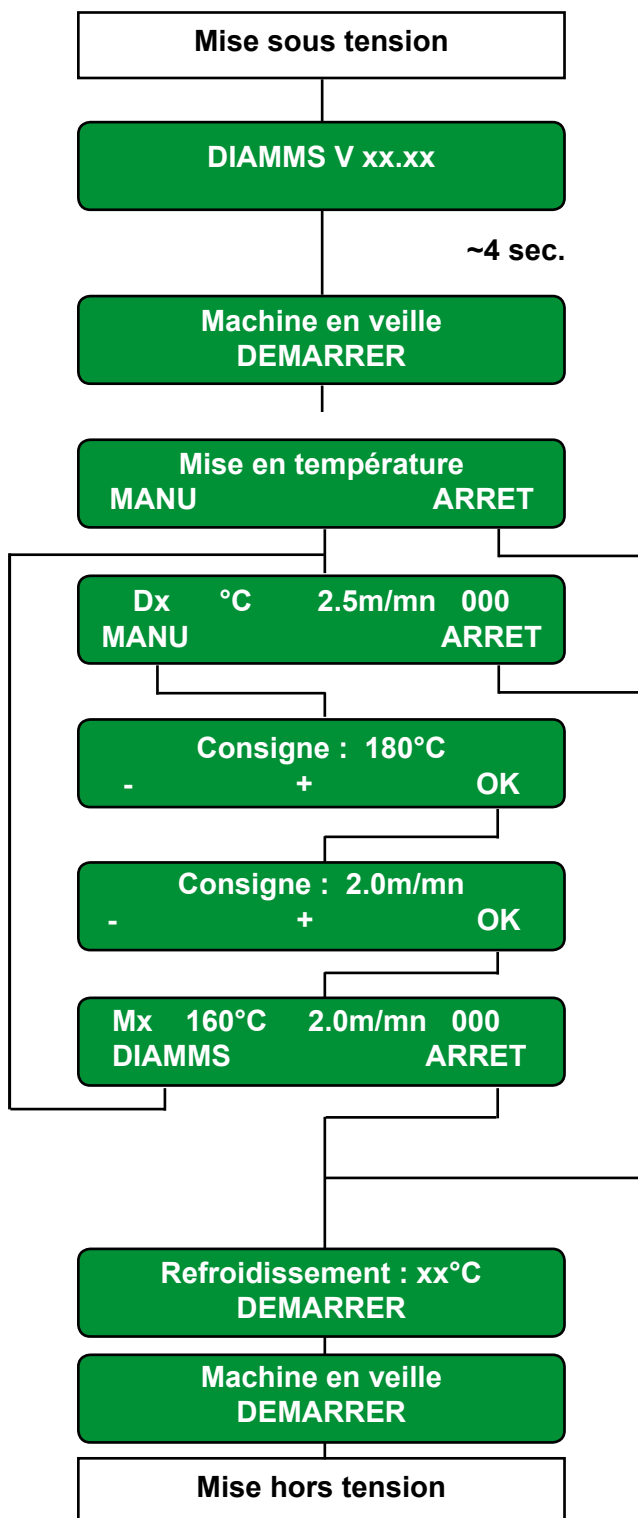 Mise sous tension
DIAMMS V xx.xx
~4 sec.
Machine en veille
DEMARRER
Mise en température
MANU ARRET
Dx °C 2.5m/mn 000
MANU ARRET
Consigne : 180°C
- + OK
Consigne : 2.0m/mn
- + OK
Mx 160°C 2.0m/mn 000
DIAMMS ARRET
Refroidissement : xx°C
DEMARRER
Machine en veille
DEMARRER
Mise hors tension